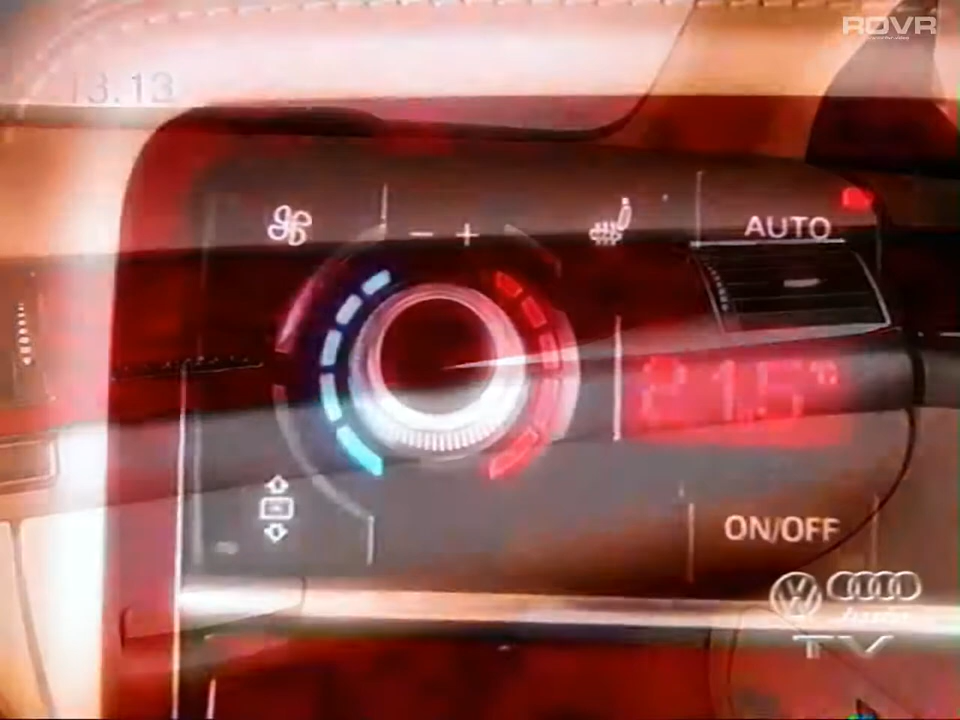 ROVR
13.13
− +
AUTO
21.5°
ON/OFF
TV